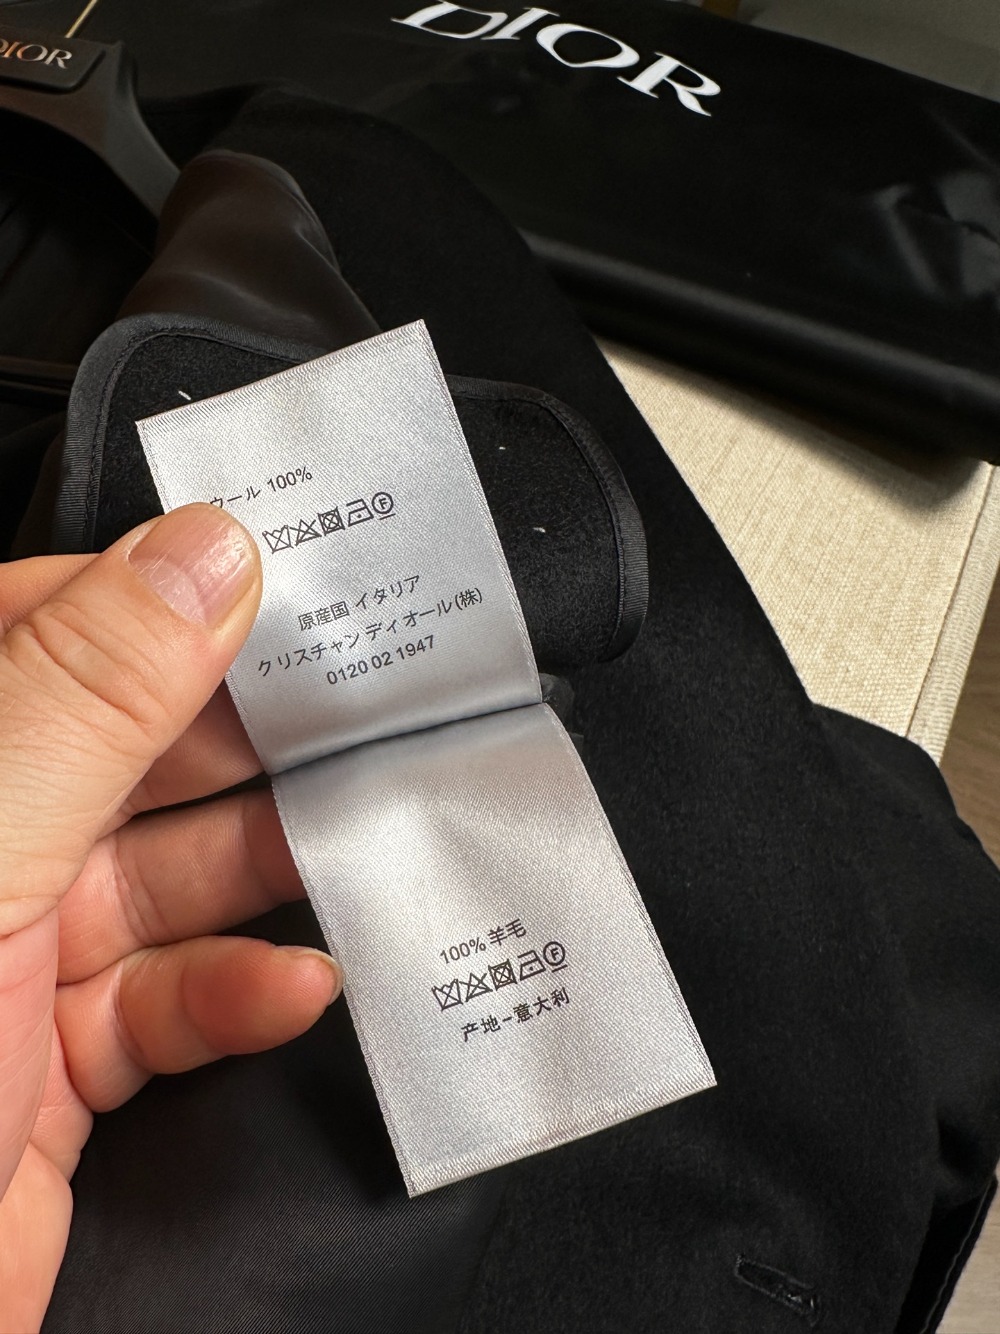 DIOR
DIOR
ウール 100%
F
原産国 イタリア
クリスチャン ディオール(株)
0120 02 1947
100% 羊毛
F
产地-意大利